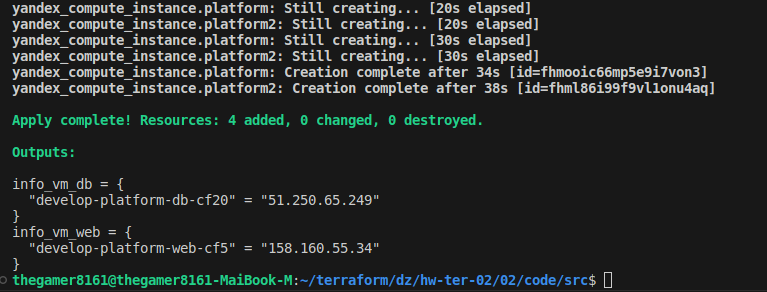 yandex_compute_instance.platform: Still creating... [20s elapsed]
yandex_compute_instance.platform2: Still creating... [20s elapsed]
yandex_compute_instance.platform: Still creating... [30s elapsed]
yandex_compute_instance.platform2: Still creating... [30s elapsed]
yandex_compute_instance.platform: Creation complete after 34s [id=fhmooic66mp5e9i7von3]
yandex_compute_instance.platform2: Creation complete after 38s [id=fhml86i99f9vl1onu4aq]
Apply complete! Resources: 4 added, 0 changed, 0 destroyed.
Outputs:
info_vm_db = {
  "develop-platform-db-cf20" = "51.250.65.249"
}
info_vm_web = {
  "develop-platform-web-cf5" = "158.160.55.34"
}
thegamer8161@thegamer8161-MaiBook-M:~/terraform/dz/hw-ter-02/02/code/src$